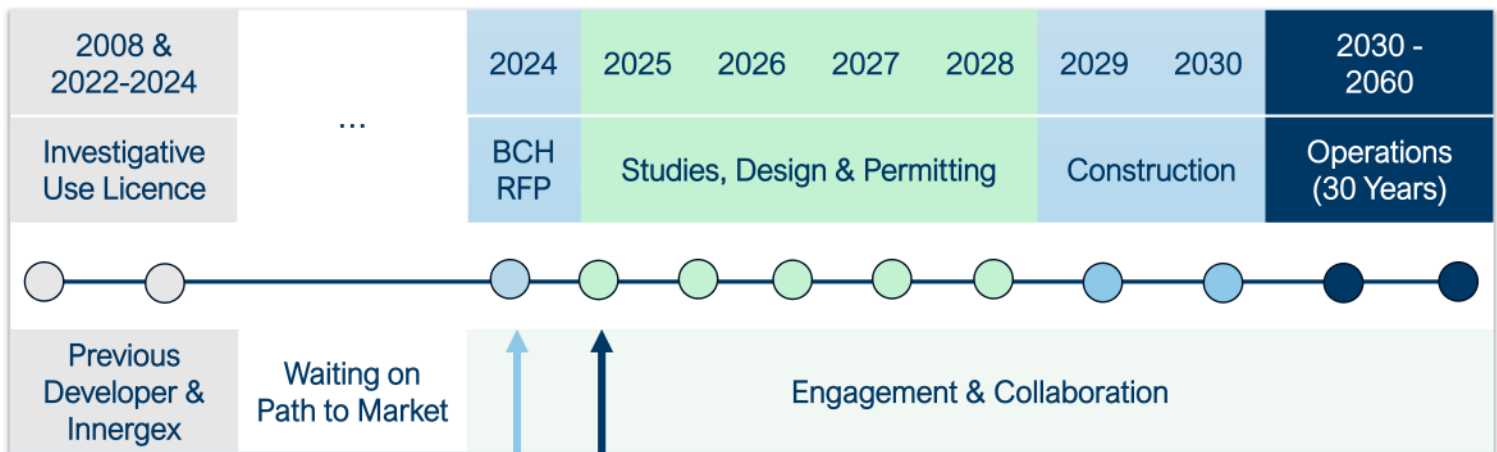 2008 &
2022-2024
...
2024
2025
2026
2027
2028
2029
2030
2030 -
2060
Investigative
Use Licence
BCH
RFP
Studies, Design & Permitting
Construction
Operations
(30 Years)
Previous
Developer &
Innergex
Waiting on
Path to Market
Engagement & Collaboration